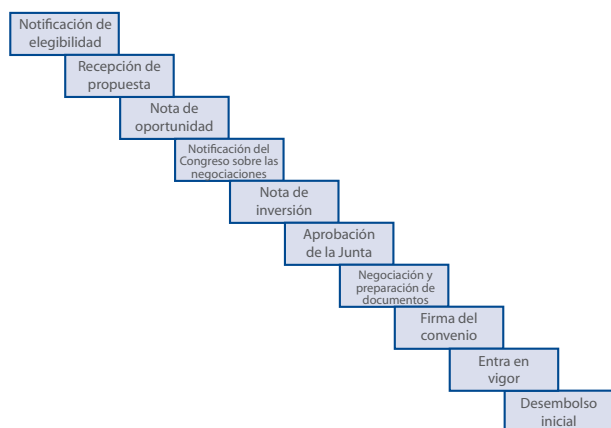 Notificación de
elegibilidad
Recepción de
propuesta
Nota de
oportunidad
Notificación del
Congreso sobre las
negociaciones
Nota de
inversión
Aprobación
de la Junta
Negociación y
preparación de
documentos
Firma del
convenio
Entra en
vigor
Desembolso
inicial